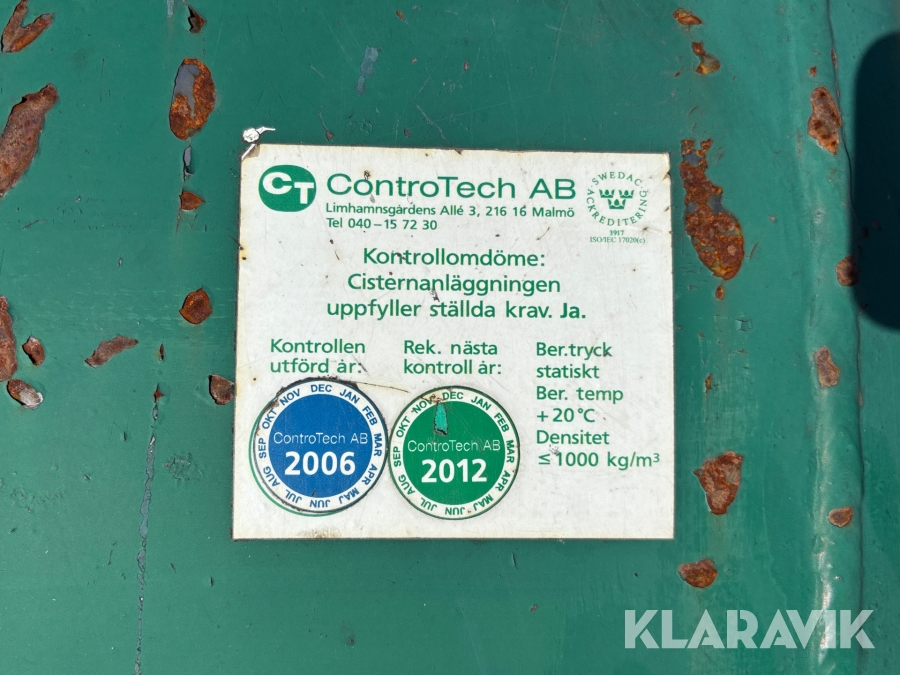 CT ControTech AB
Limhamnsgårdens Allé 3, 216 16 Malmö
Tel 040-15 72 30
SWEDAC ACKREDITERING
1917
ISO/IEC 17020(c)
Kontrollomdöme:
Cisternanläggningen
uppfyller ställda krav. Ja.
Kontrollen
utförd år:
Rek. nästa
kontroll år:
Ber.tryck
statiskt
Ber. temp
+20°C
Densitet
≤1000 kg/m³
JAN FEB MAR APR MAJ JUN JUL AUG SEP OKT NOV DEC
ControTech AB
2006
JAN FEB MAR APR MAJ JUN JUL AUG SEP OKT NOV DEC
ControTech AB
2012
KLARAVIK